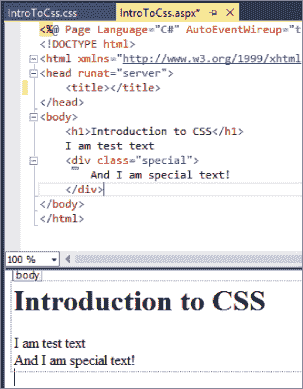 IntroToCss.css IntroToCss.aspx*
<%@ Page Language="C#" AutoEventWireup="t
<!DOCTYPE html>
<html xmlns="http://www.w3.org/1999/xhtml
<head runat="server">
<title></title>
</head>
<body>
<h1>Introduction to CSS</h1>
I am test text
<div class="special">
And I am special text!
</div>
</body>
</html>
100 %
body
Introduction to CSS
I am test text
And I am special text!